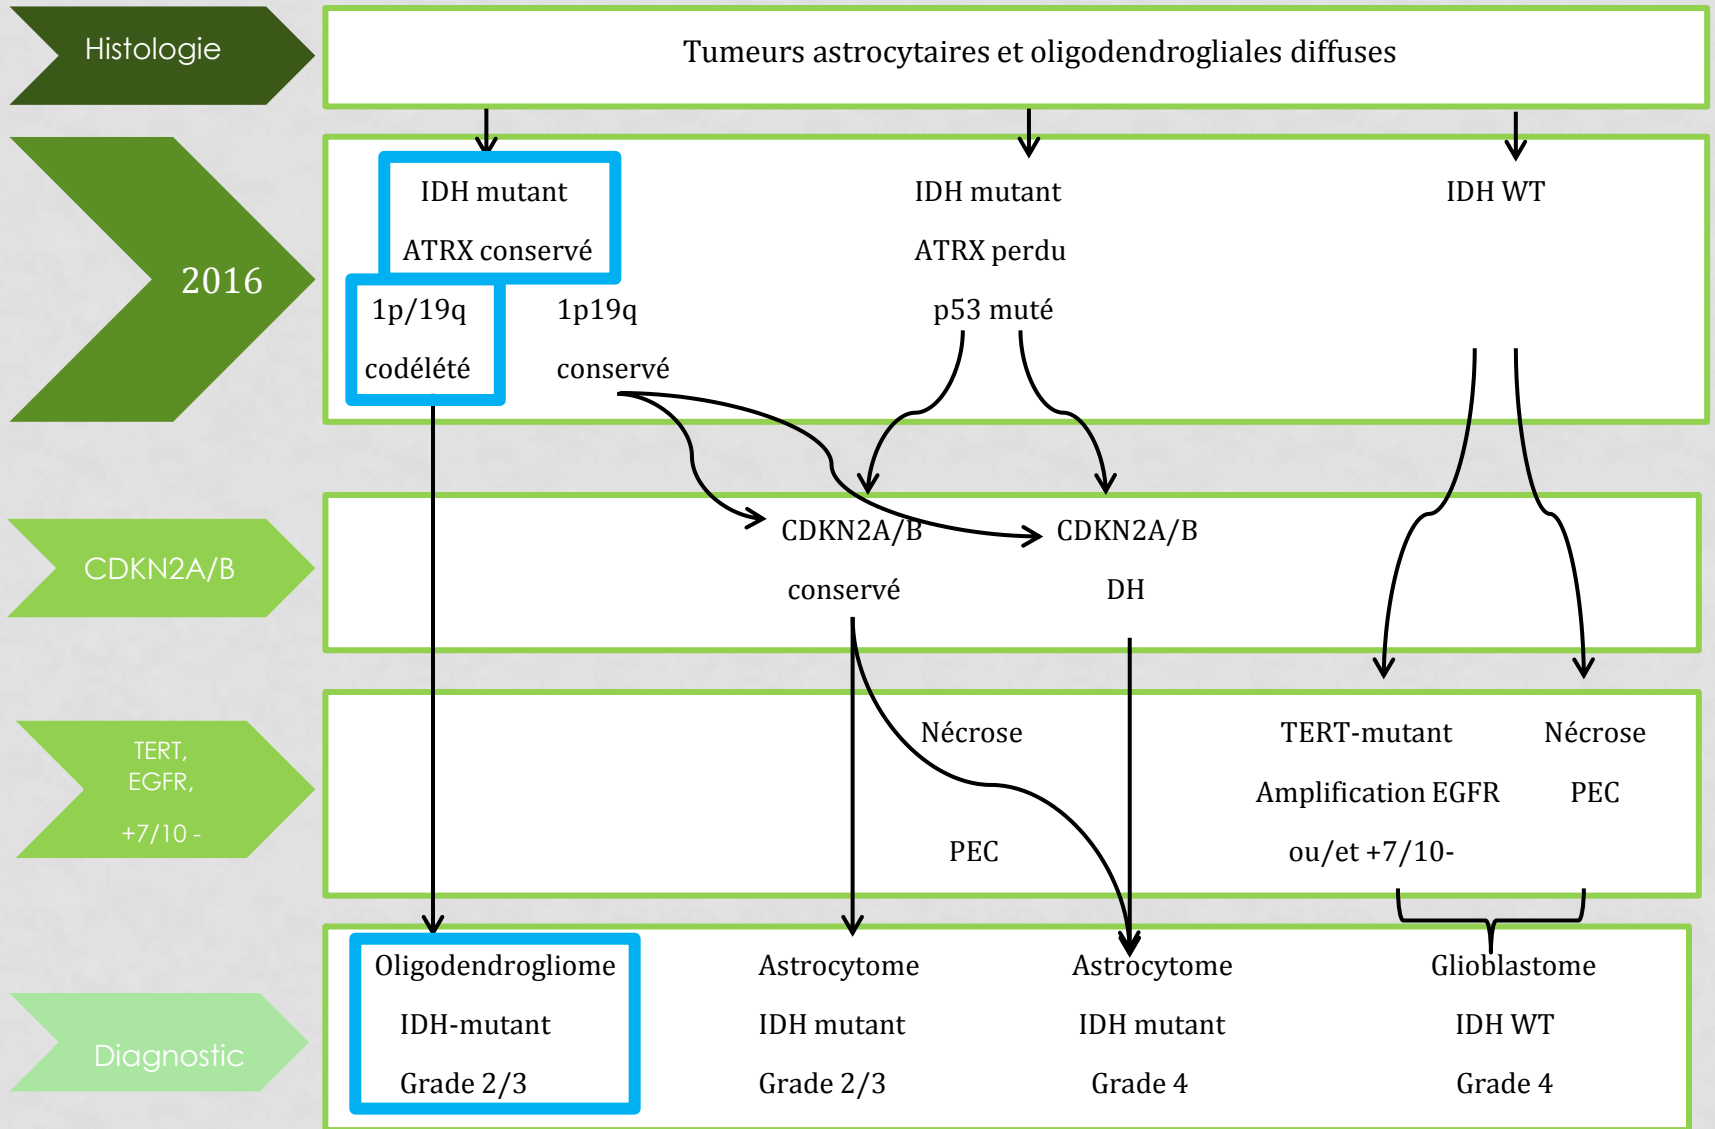 Histologie
Tumeurs astrocytaires et oligodendrogliales diffuses
2016
IDH mutant
ATRX conservé
1p/19q
codélété
1p19q
conservé
IDH mutant
ATRX perdu
p53 muté
IDH WT
CDKN2A/B
CDKN2A/B
conservé
CDKN2A/B
DH
TERT,
EGFR,
+7/10 -
Nécrose
PEC
TERT-mutant
Amplification EGFR
ou/et +7/10-
Nécrose
PEC
Diagnostic
Oligodendrogliome
IDH-mutant
Grade 2/3
Astrocytome
IDH mutant
Grade 2/3
Astrocytome
IDH mutant
Grade 4
Glioblastome
IDH WT
Grade 4